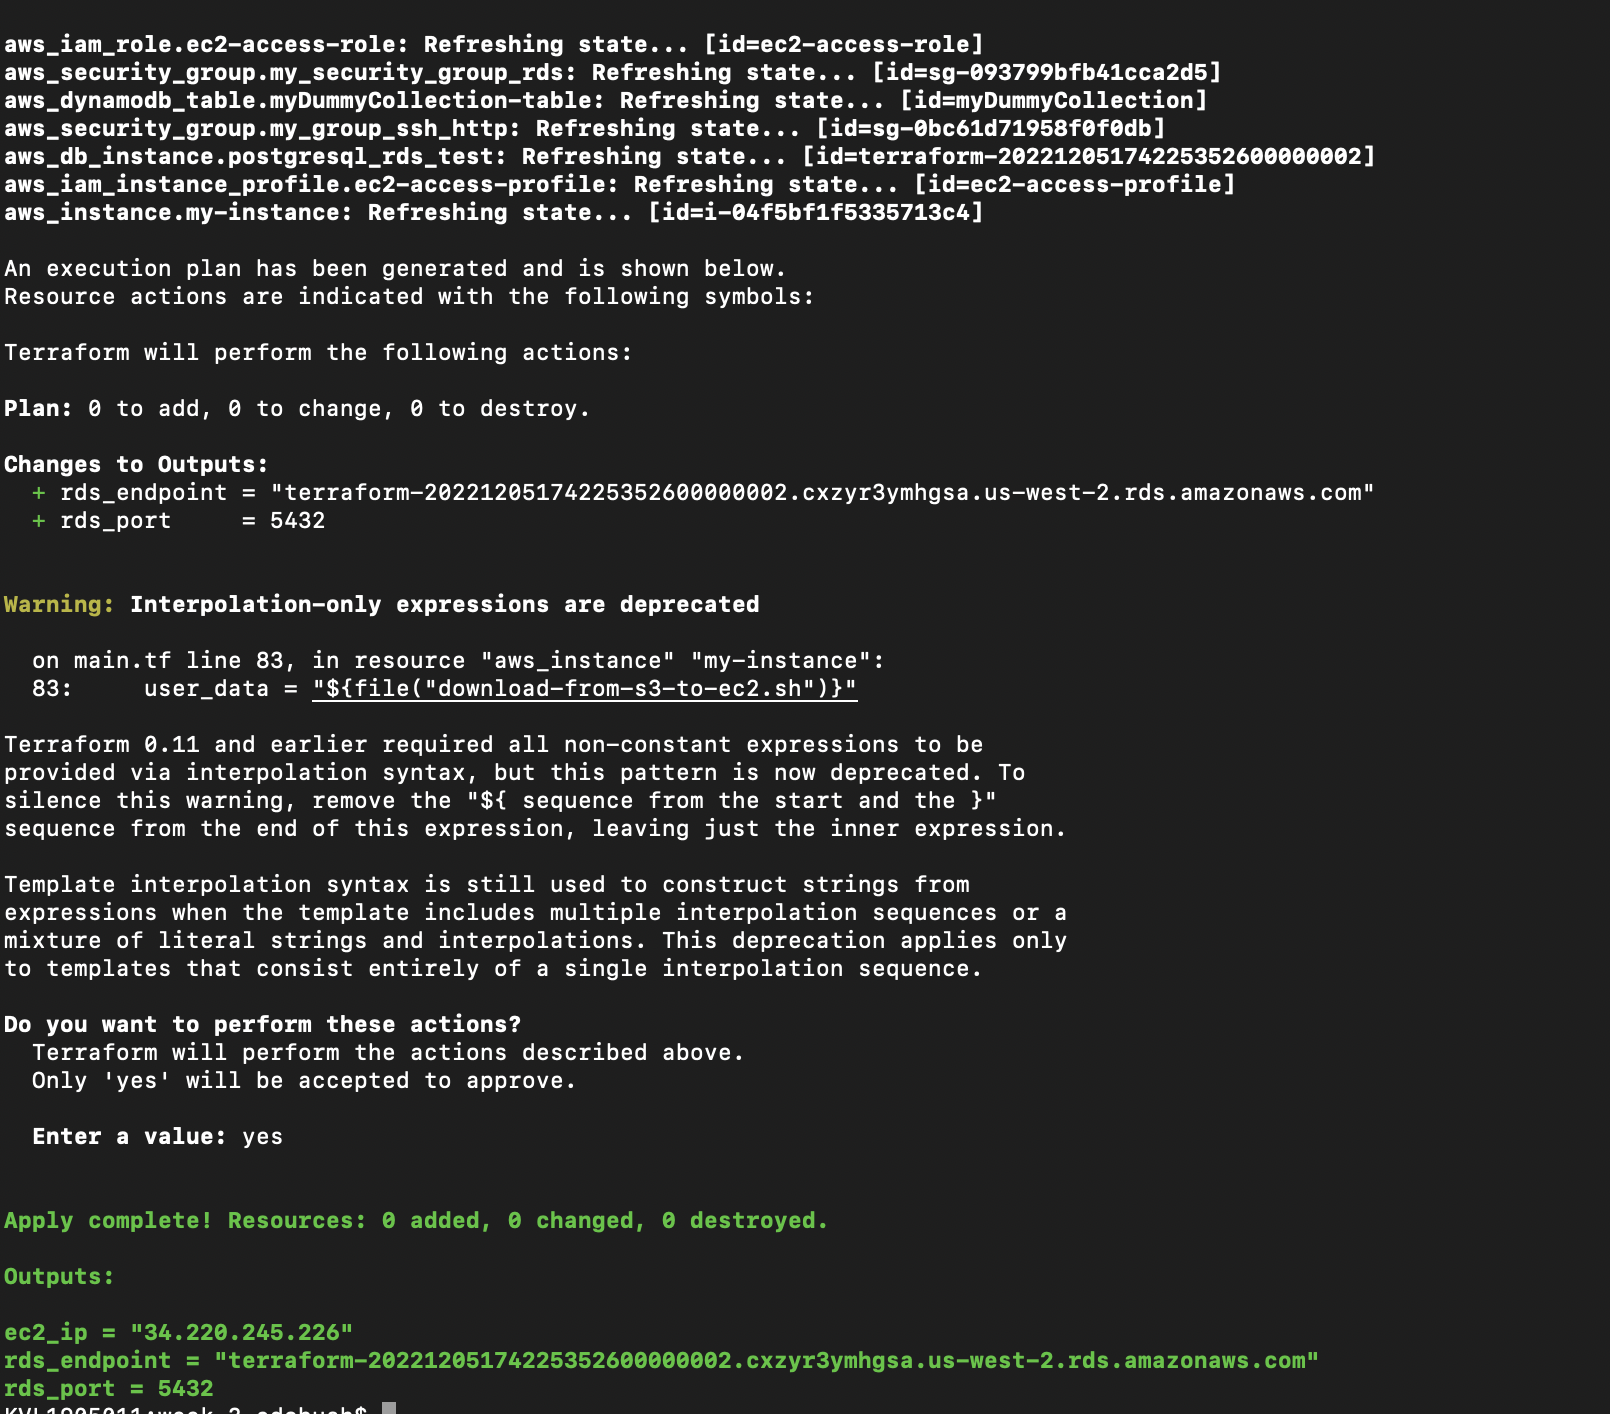 aws_iam_role.ec2-access-role: Refreshing state... [id=ec2-access-role]
aws_security_group.my_security_group_rds: Refreshing state... [id=sg-093799bfb41cca2d5]
aws_dynamodb_table.myDummyCollection-table: Refreshing state... [id=myDummyCollection]
aws_security_group.my_group_ssh_http: Refreshing state... [id=sg-0bc61d71958f0f0db]
aws_db_instance.postgresql_rds_test: Refreshing state... [id=terraform-20221205174225352600000002]
aws_iam_instance_profile.ec2-access-profile: Refreshing state... [id=ec2-access-profile]
aws_instance.my-instance: Refreshing state... [id=i-04f5bf1f5335713c4]
An execution plan has been generated and is shown below.
Resource actions are indicated with the following symbols:
Terraform will perform the following actions:
Plan: 0 to add, 0 to change, 0 to destroy.
Changes to Outputs:
+ rds_endpoint = "terraform-20221205174225352600000002.cxzyr3ymhgsa.us-west-2.rds.amazonaws.com"
+ rds_port     = 5432
Warning: Interpolation-only expressions are deprecated
on main.tf line 83, in resource "aws_instance" "my-instance":
83:     user_data = "${file("download-from-s3-to-ec2.sh")}"
Terraform 0.11 and earlier required all non-constant expressions to be
provided via interpolation syntax, but this pattern is now deprecated. To
silence this warning, remove the "${ sequence from the start and the }"
sequence from the end of this expression, leaving just the inner expression.
Template interpolation syntax is still used to construct strings from
expressions when the template includes multiple interpolation sequences or a
mixture of literal strings and interpolations. This deprecation applies only
to templates that consist entirely of a single interpolation sequence.
Do you want to perform these actions?
Terraform will perform the actions described above.
Only 'yes' will be accepted to approve.
Enter a value: yes
Apply complete! Resources: 0 added, 0 changed, 0 destroyed.
Outputs:
ec2_ip = "34.220.245.226"
rds_endpoint = "terraform-20221205174225352600000002.cxzyr3ymhgsa.us-west-2.rds.amazonaws.com"
rds_port = 5432